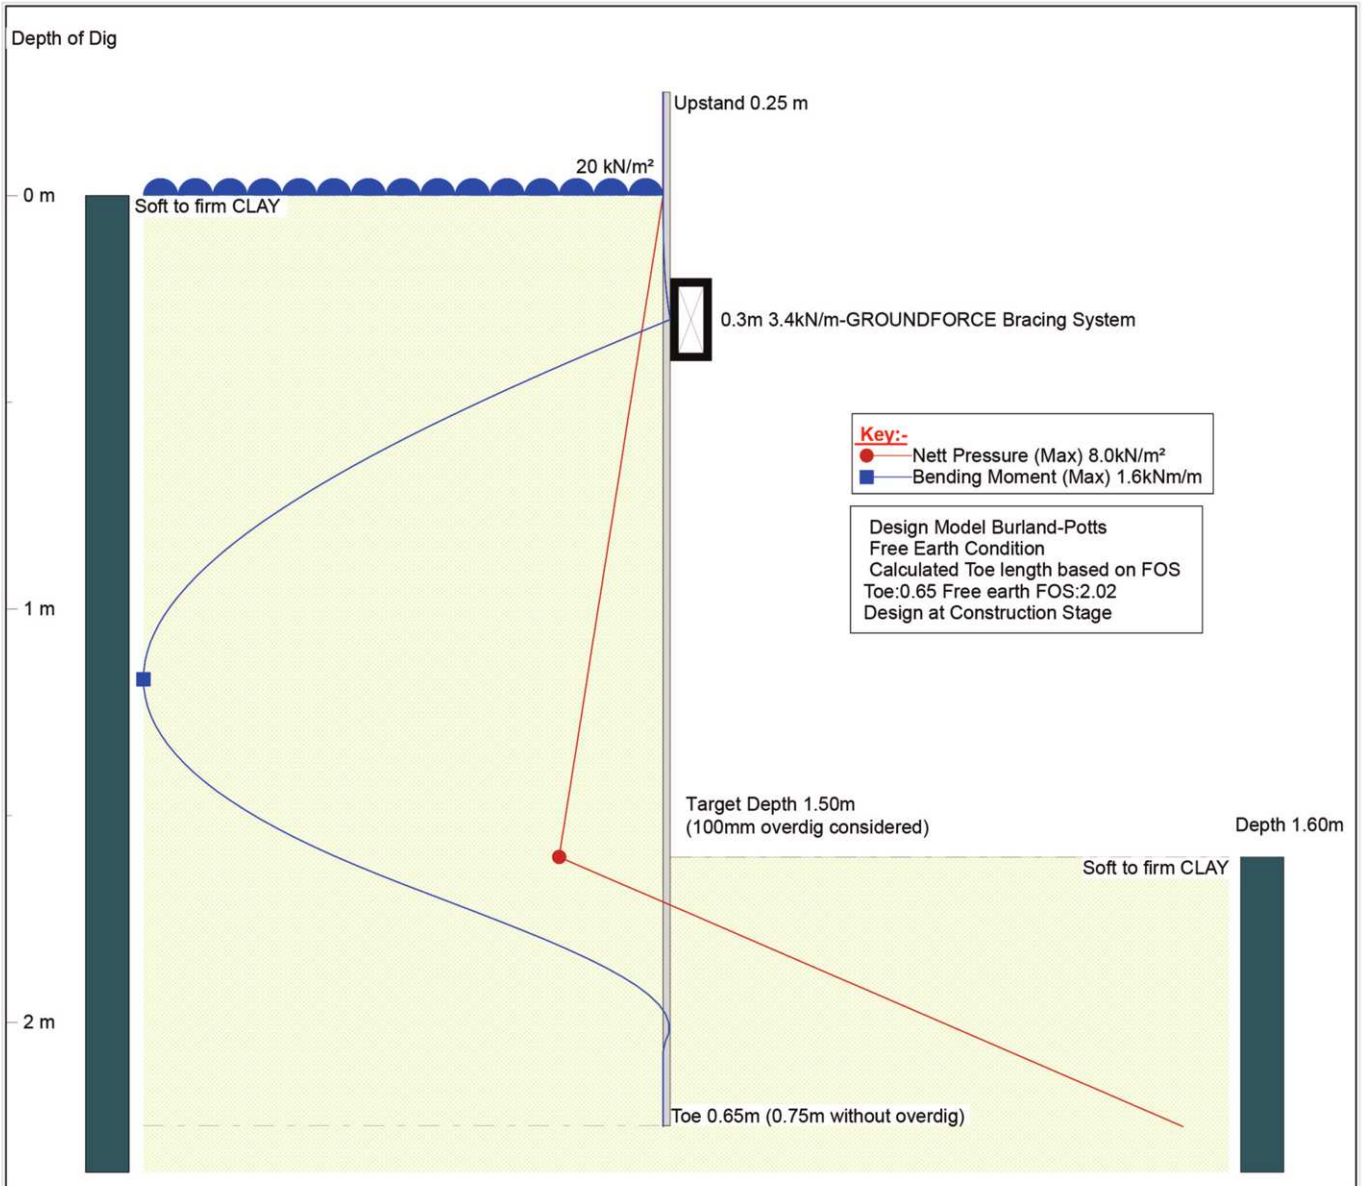 Depth of Dig
Upstand 0.25 m
20 kN/m²
0 m
Soft to firm CLAY
0.3m 3.4kN/m-GROUNDFORCE Bracing System
Key:-
Nett Pressure (Max) 8.0kN/m²
Bending Moment (Max) 1.6kNm/m
Design Model Burland-Potts
Free Earth Condition
Calculated Toe length based on FOS
Toe:0.65 Free earth FOS:2.02
Design at Construction Stage
1 m
Target Depth 1.50m
(100mm overdig considered)
Depth 1.60m
Soft to firm CLAY
2 m
Toe 0.65m (0.75m without overdig)